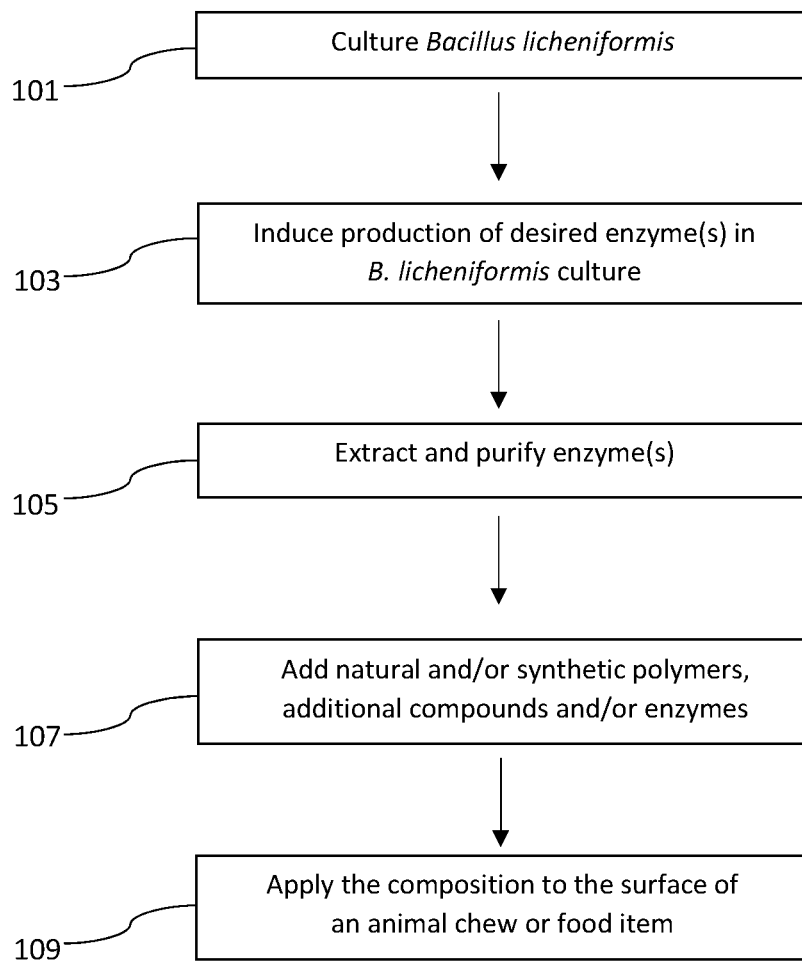 Culture Bacillus licheniformis
101
Induce production of desired enzyme(s) in
B. licheniformis culture
103
Extract and purify enzyme(s)
105
Add natural and/or synthetic polymers,
additional compounds and/or enzymes
107
Apply the composition to the surface of
an animal chew or food item
109